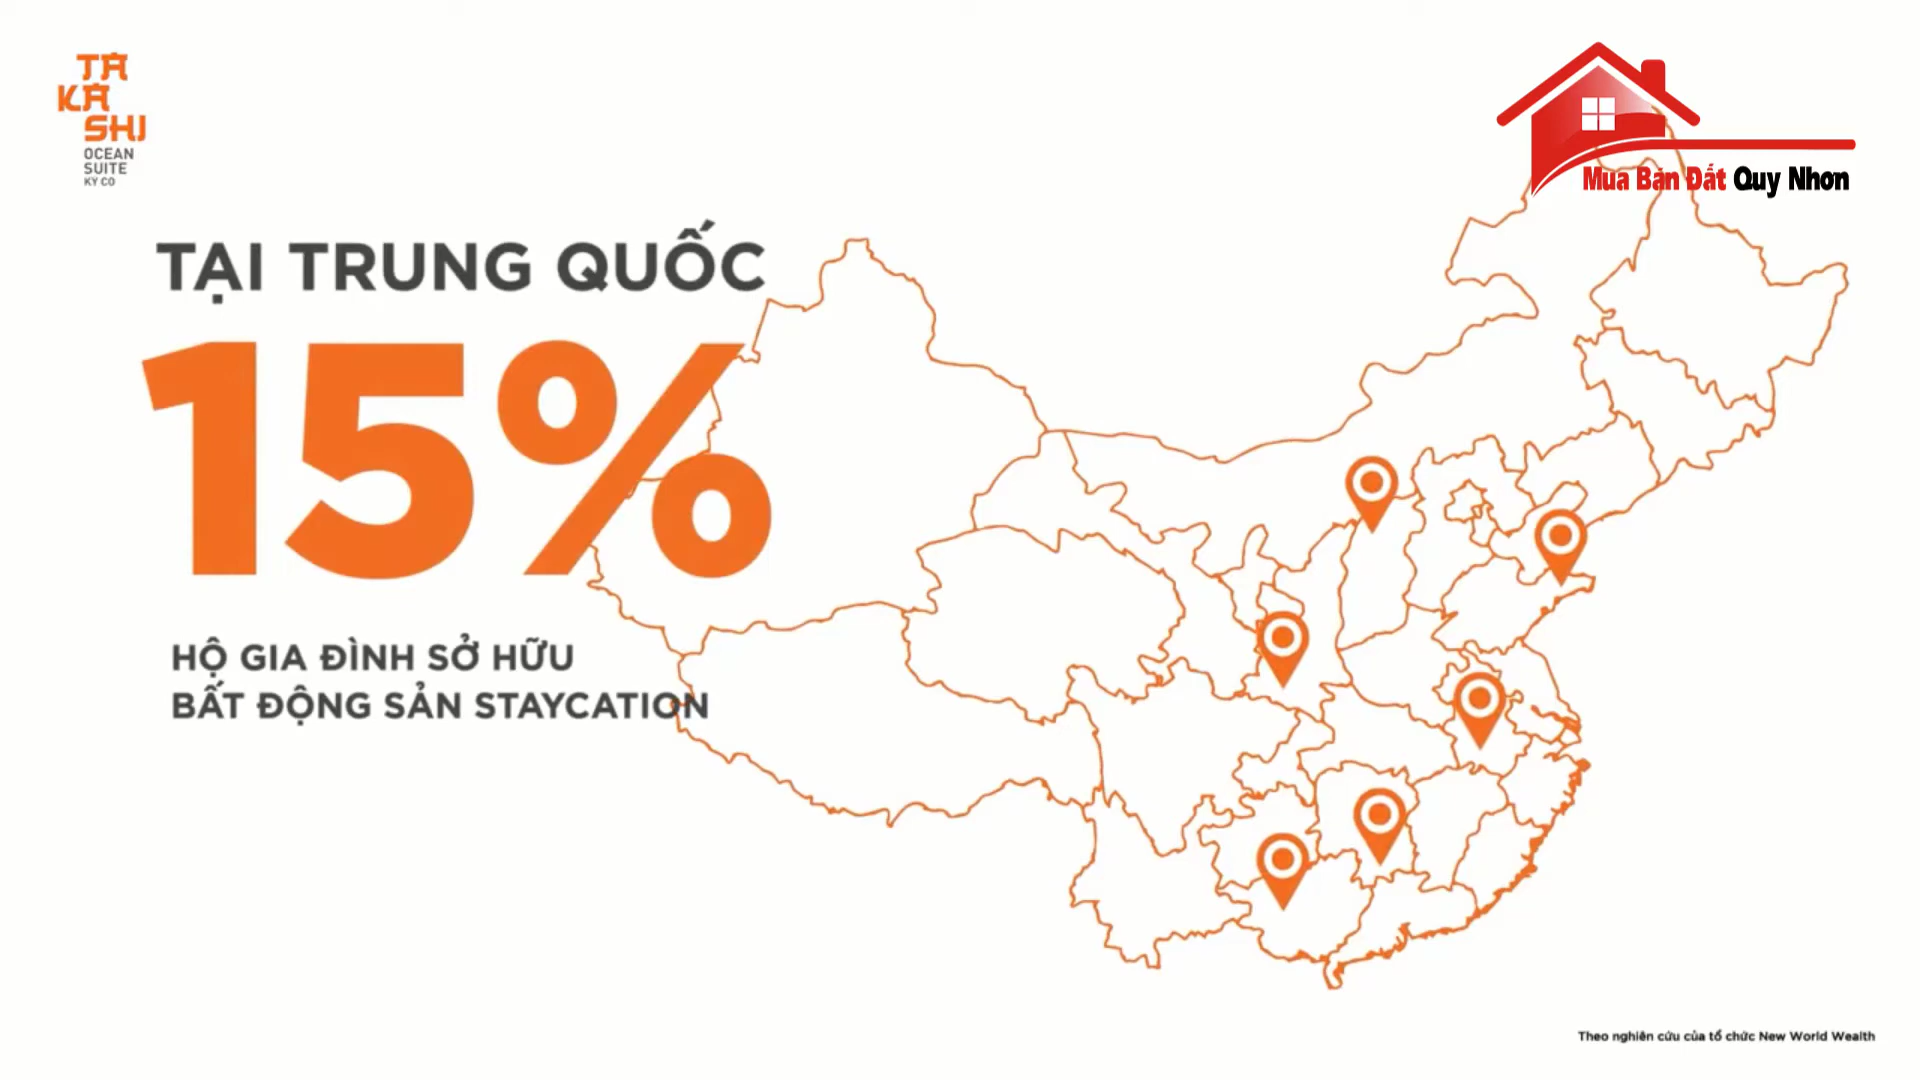 TA
KA
SHI
OCEAN
SUITE
KY CO
Mua Bán Đất Quy Nhơn
TẠI TRUNG QUỐC
15%
HỘ GIA ĐÌNH SỞ HỮU
BẤT ĐỘNG SẢN STAYCATION
Theo nghiên cứu của tổ chức New World Wealth